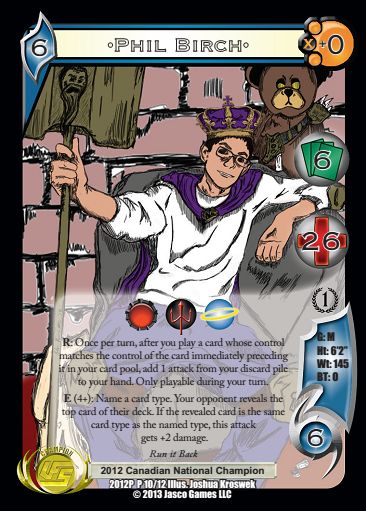 6
·PHIL BIRCH·
+0
6
26
1
R: Once per turn, after you play a card whose control
matches the control of the card immediately preceding
it in your card pool, add 1 attack from your discard pile
to your hand. Only playable during your turn.
E (4+): Name a card type. Your opponent reveals the
top card of their deck. If the revealed card is the same
card type as the named type, this attack
gets +2 damage.
Run it Back
G: M
Ht: 6'2"
Wt: 145
BT: 0
6
CHAMPION
UFS
2012 Canadian National Champion
2012P P 10/12 Illus. Joshua Kroswek
© 2013 Jasco Games LLC